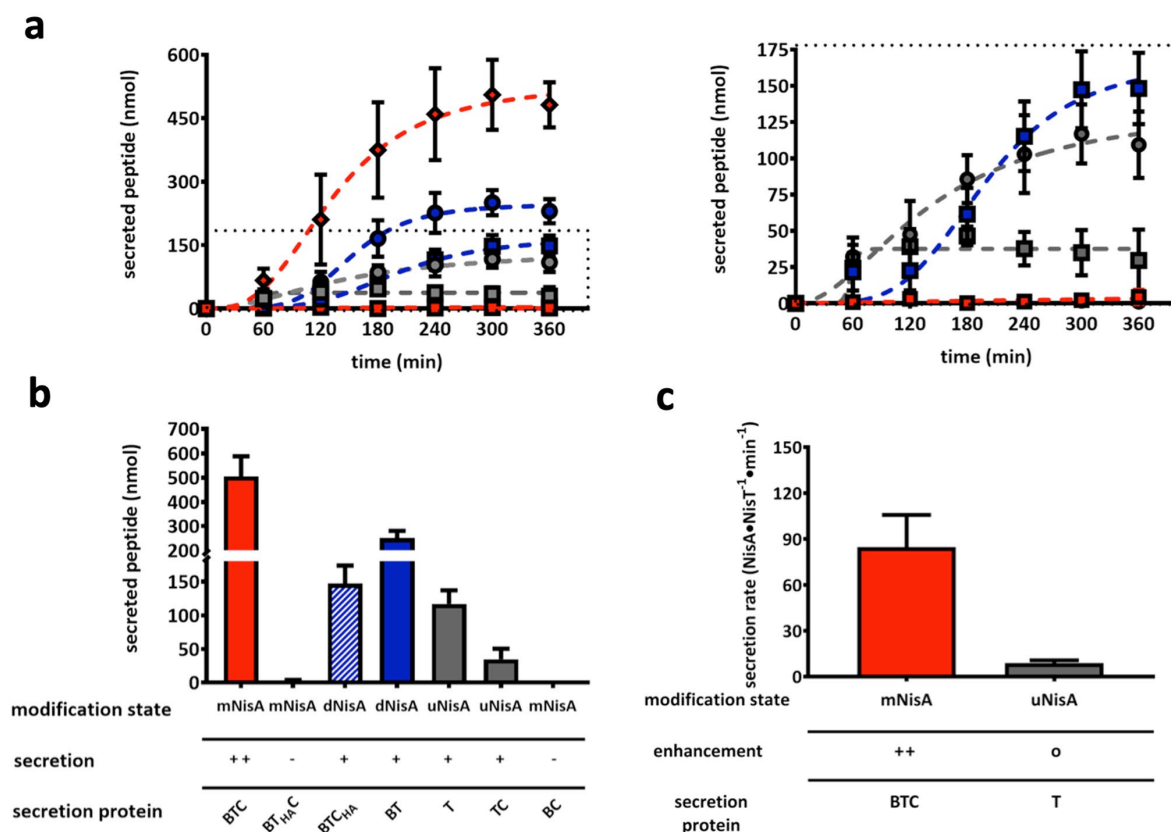 a
secreted peptide (nmol)
600
450
300
150
0
0 60 120 180 240 300 360
time (min)
secreted peptide (nmol)
175
150
125
100
75
50
25
0
0 60 120 180 240 300 360
time (min)
b
secreted peptide (nmol)
700
600
500
400
300
200
150
100
50
0
modification state mNisA mNisA dNisA dNisA uNisA uNisA mNisA
secretion ++ - + + + + -
secretion protein BTC BT_HA C BTC_HA BT T TC BC
c
secretion rate (NisA•NisT⁻¹•min⁻¹)
150
120
90
60
30
0
modification state mNisA uNisA
enhancement ++ o
secretion BTC T
protein